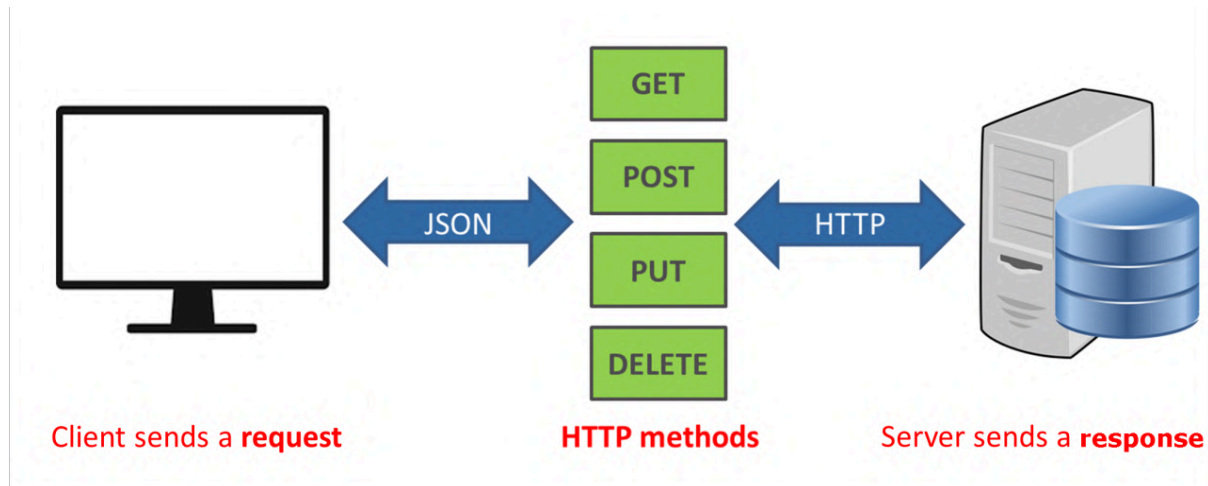 GET
POST
JSON
HTTP
PUT
DELETE
Client sends a request
HTTP methods
Server sends a response